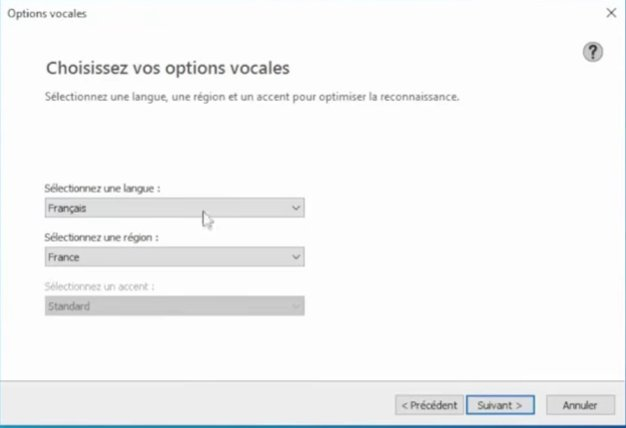 Options vocales
?
Choisissez vos options vocales
Sélectionnez une langue, une région et un accent pour optimiser la reconnaissance.
Sélectionnez une langue :
Français
Sélectionnez une région :
France
Sélectionnez un accent :
Standard
< Précédent Suivant > Annuler